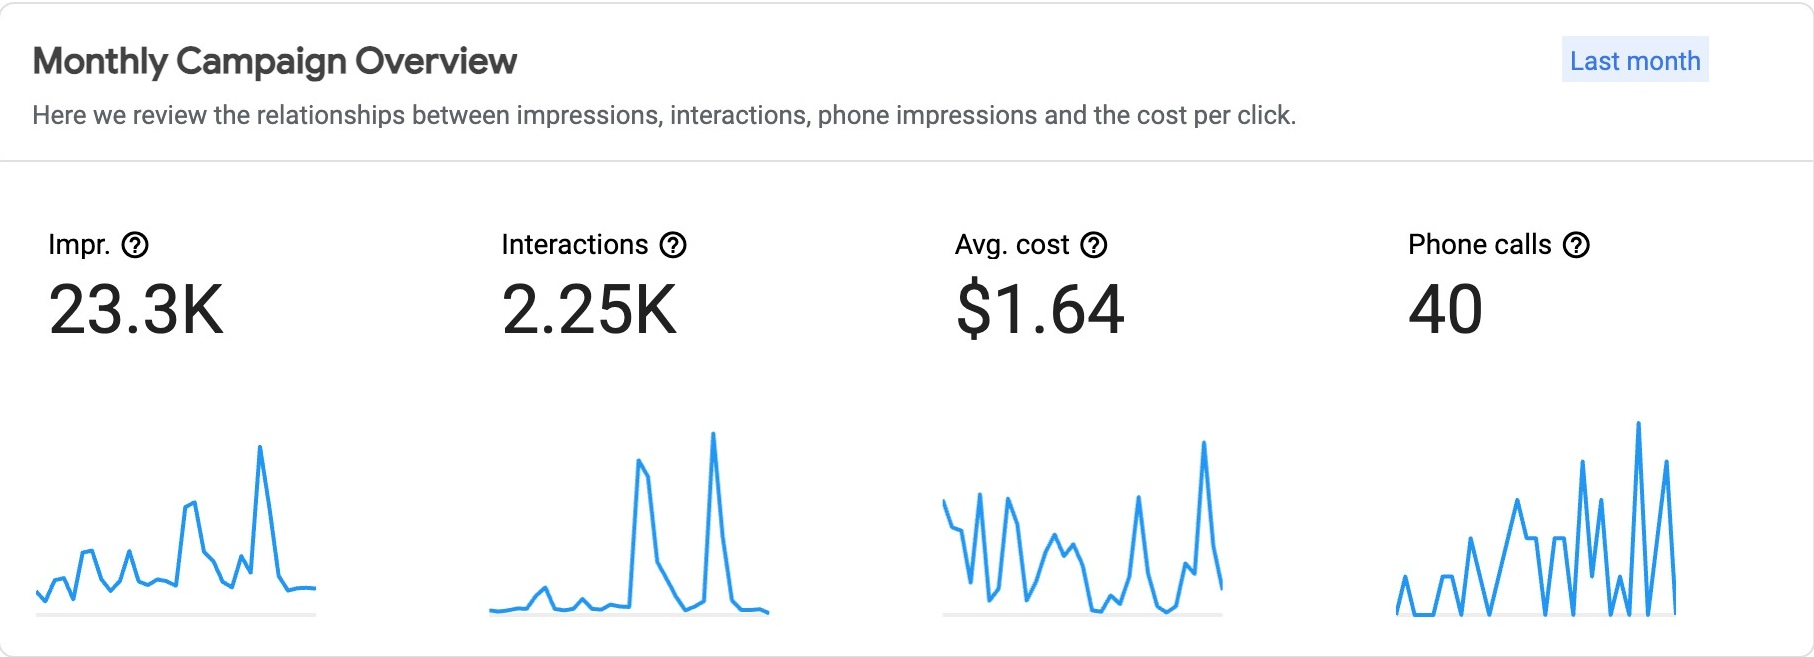 Monthly Campaign Overview
Last month
Here we review the relationships between impressions, interactions, phone impressions and the cost per click.
Impr.
23.3K
Interactions
2.25K
Avg. cost
$1.64
Phone calls
40